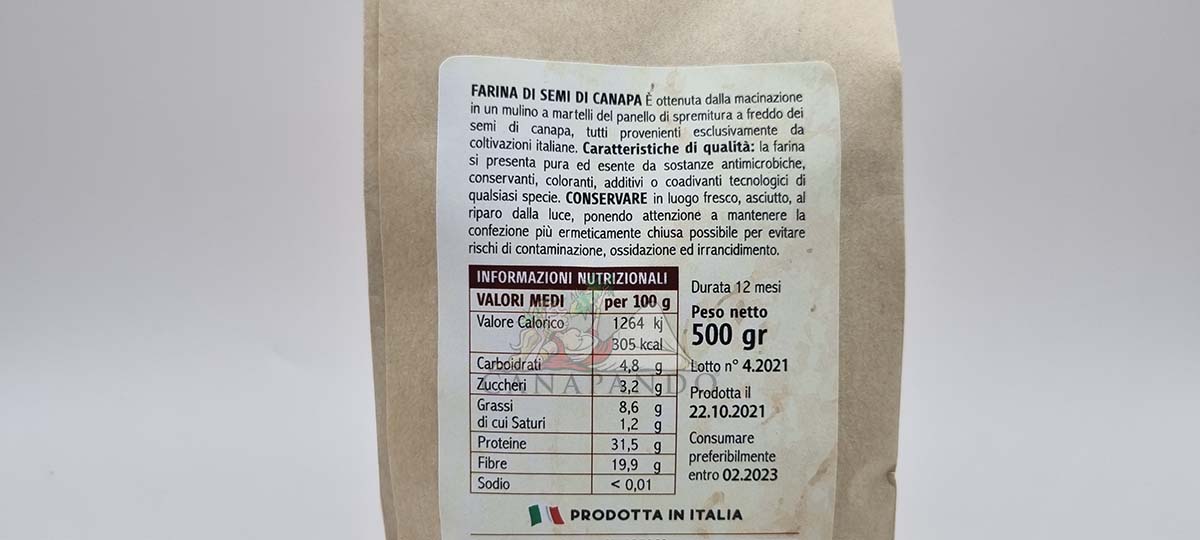 FARINA DI SEMI DI CANAPA È ottenuta dalla macinazione
in un mulino a martelli del panello di spremitura a freddo dei
semi di canapa, tutti provenienti esclusivamente da
coltivazioni italiane. Caratteristiche di qualità: la farina
si presenta pura ed esente da sostanze antimicrobiche,
conservanti, coloranti, additivi o coadivanti tecnologici di
qualsiasi specie. CONSERVARE in luogo fresco, asciutto, al
riparo dalla luce, ponendo attenzione a mantenere la
confezione più ermeticamente chiusa possibile per evitare
rischi di contaminazione, ossidazione ed irrancidimento.
INFORMAZIONI NUTRIZIONALI
VALORI MEDI per 100 g
Valore Calorico 1264 kj
305 kcal
Carboidrati 4,8 g
Zuccheri 3,2 g
Grassi 8,6 g
di cui Saturi 1,2 g
Proteine 31,5 g
Fibre 19,9 g
Sodio < 0,01
Durata 12 mesi
Peso netto
500 gr
Lotto n° 4.2021
Prodotta il
22.10.2021
Consumare
preferibilmente
entro 02.2023
CANAPANDO
PRODOTTA IN ITALIA